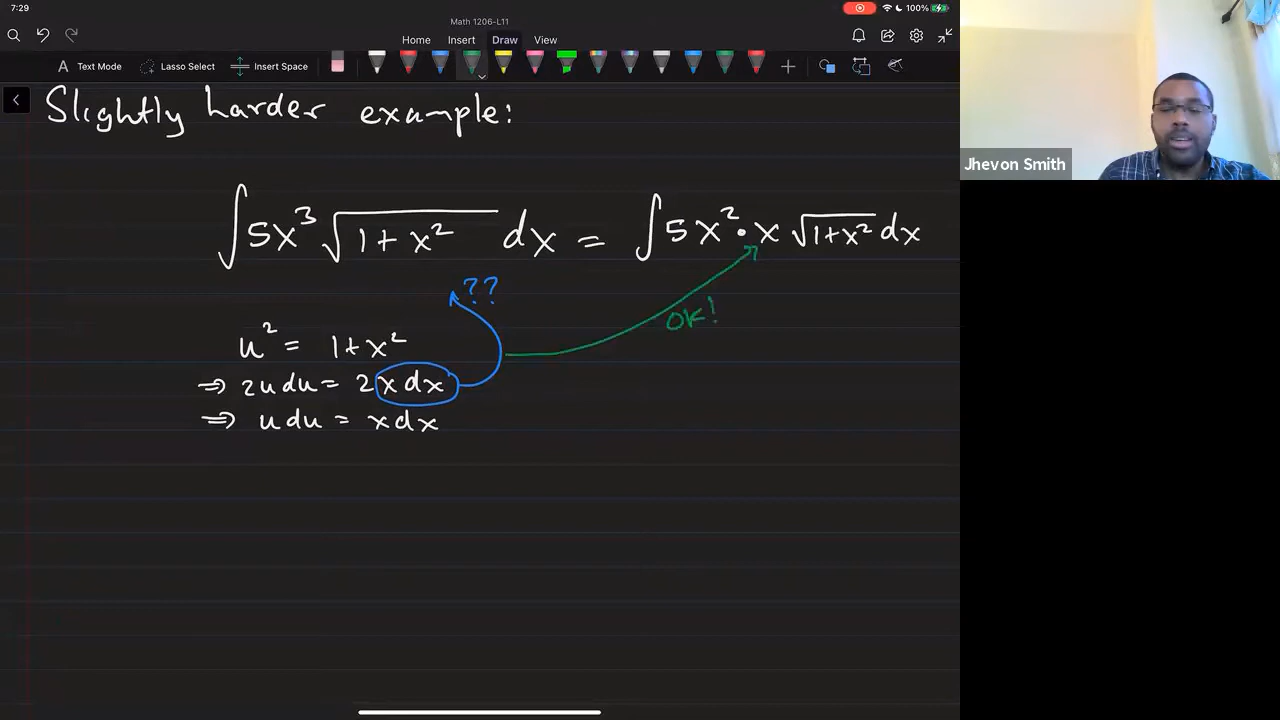 7:29
100%
Math 1206-L11
Home Insert Draw View
Text Mode Lasso Select Insert Space
Slightly harder example:
∫5x³ √(1+x²) dx = ∫5x² • x √(1+x²) dx
??
OK!
u² = 1+x²
⇒ 2u du = 2 x dx
⇒ u du = x dx
Jhevon Smith